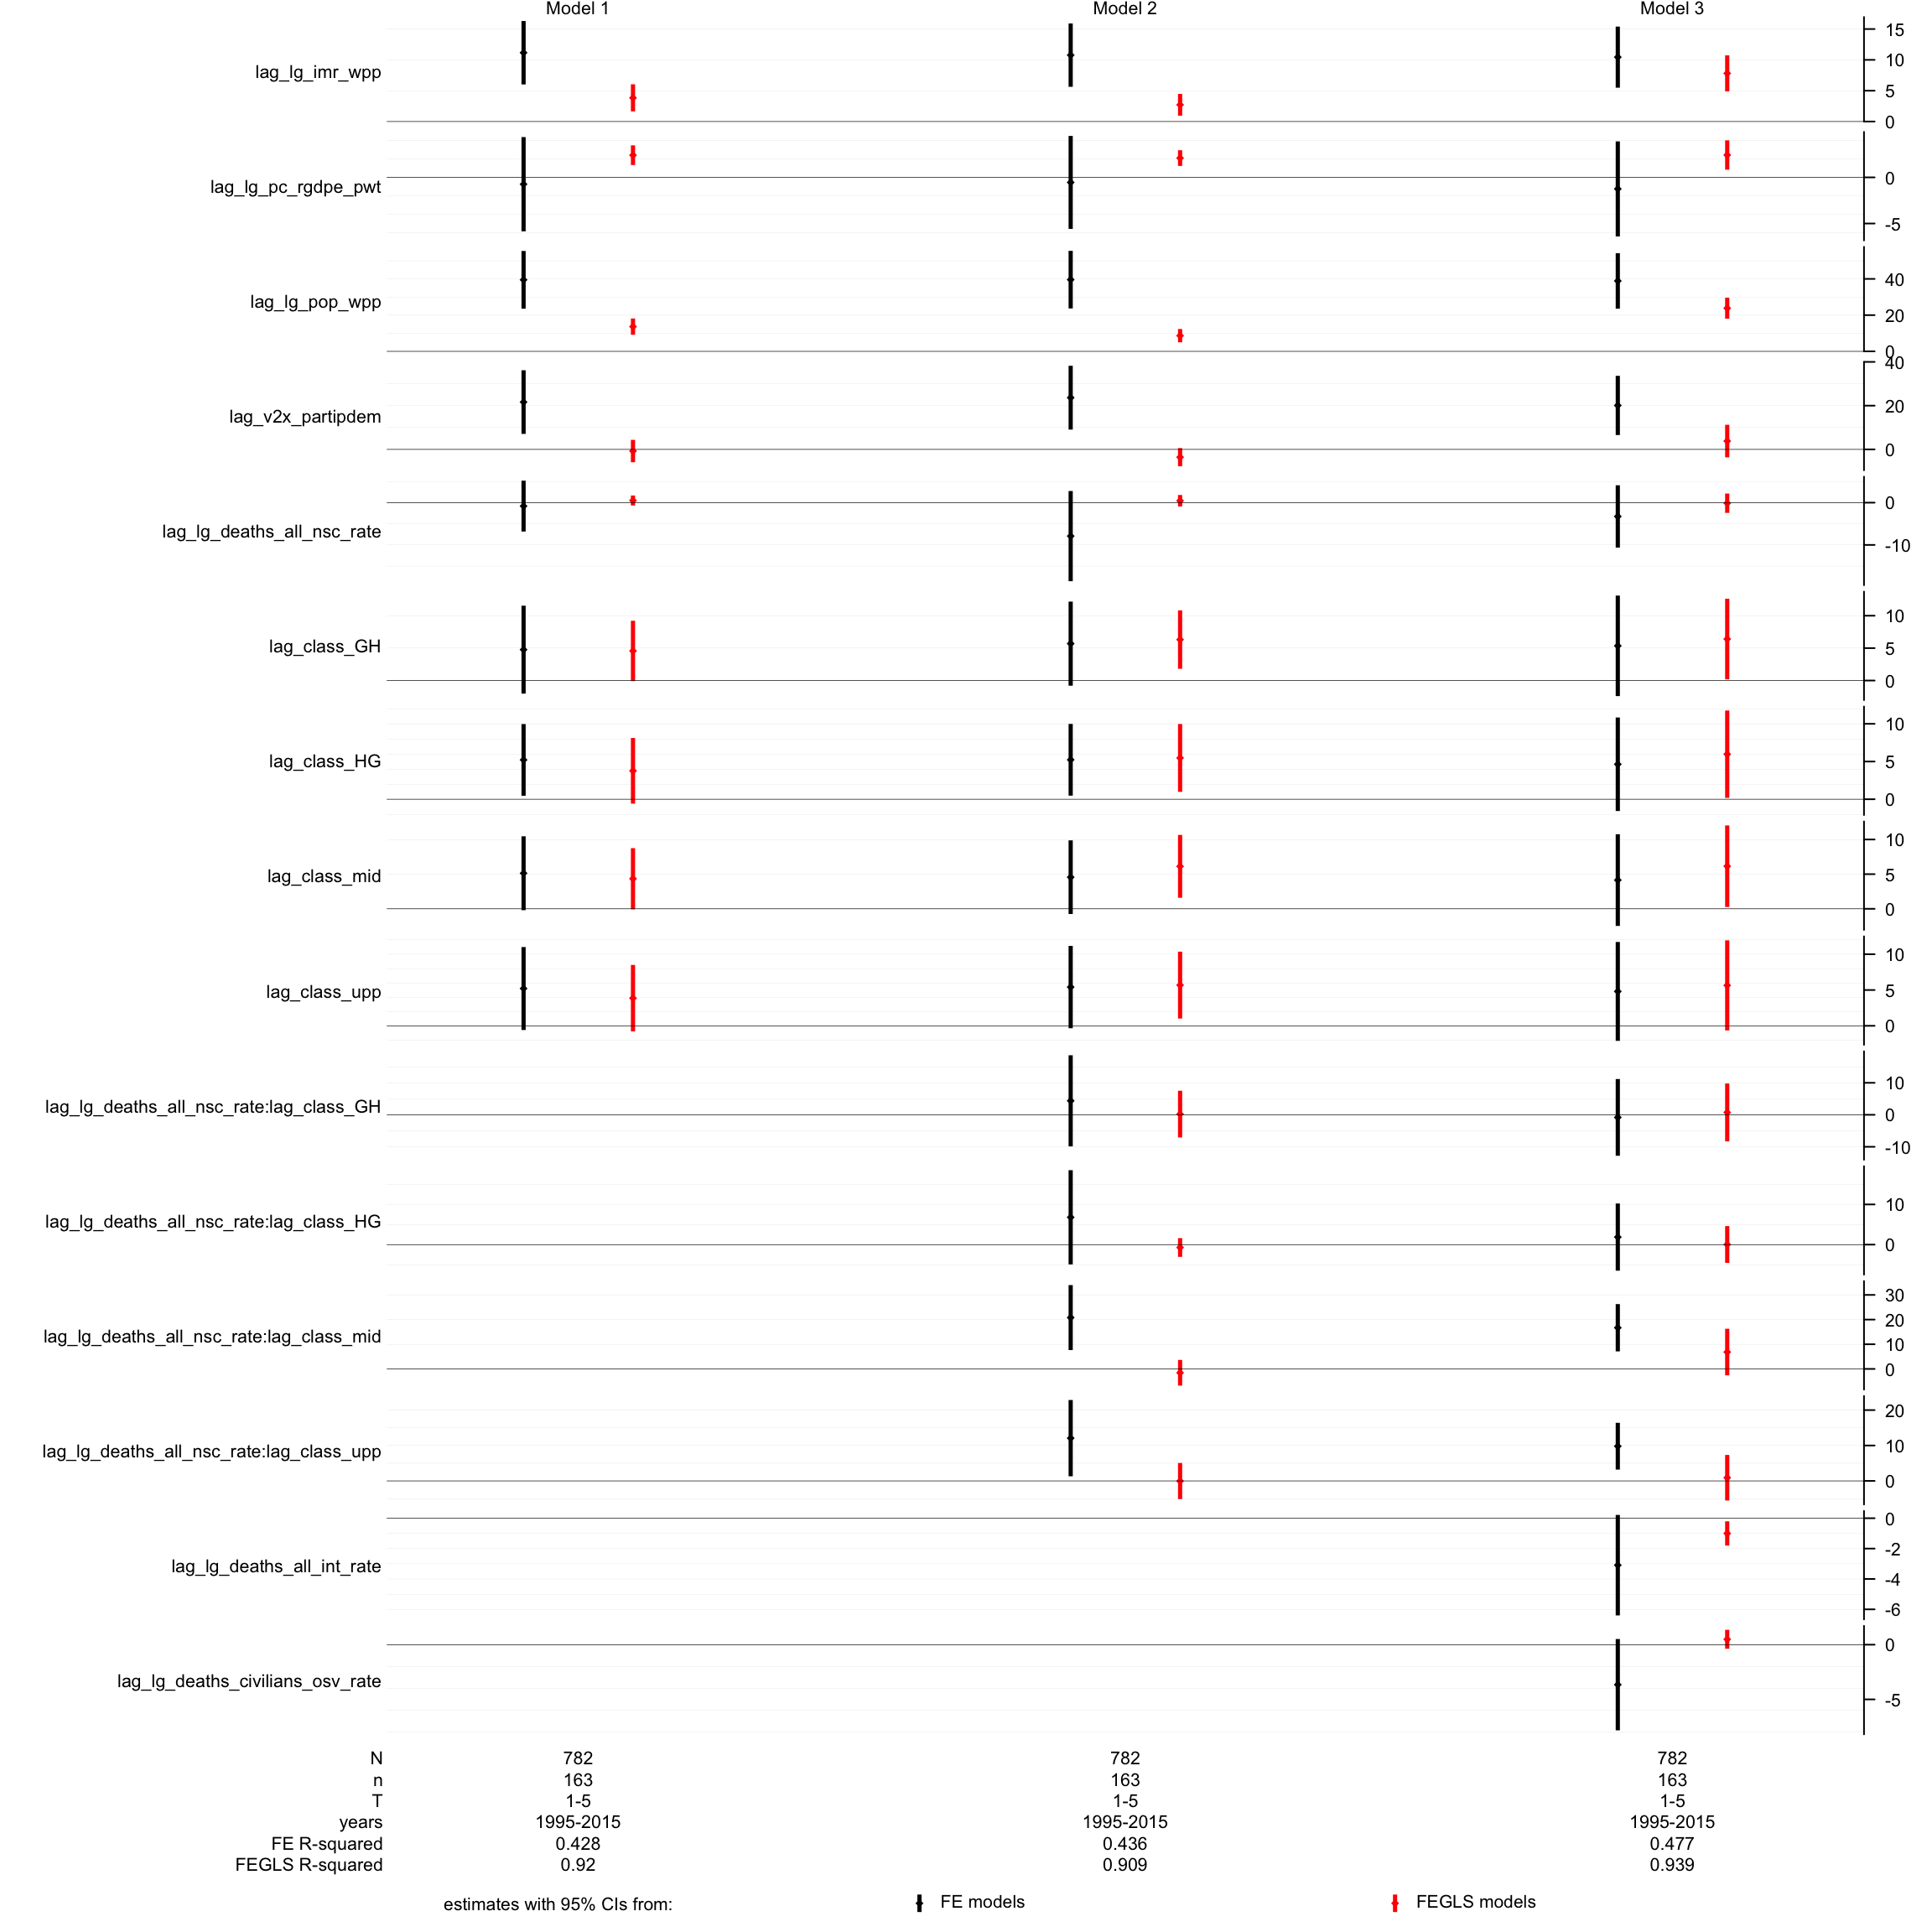 Model 1 Model 2 Model 3
lag_lg_imr_wpp 15 10 5 0
lag_lg_pc_rgdpe_pwt 0 -5
lag_lg_pop_wpp 40 20 0
lag_v2x_partipdem 40 20 0
lag_lg_deaths_all_nsc_rate 0 -10
lag_class_GH 10 5 0
lag_class_HG 10 5 0
lag_class_mid 10 5 0
lag_class_upp 10 5 0
lag_lg_deaths_all_nsc_rate:lag_class_GH 10 0 -10
lag_lg_deaths_all_nsc_rate:lag_class_HG 10 0
lag_lg_deaths_all_nsc_rate:lag_class_mid 30 20 10 0
lag_lg_deaths_all_nsc_rate:lag_class_upp 20 10 0
lag_lg_deaths_all_int_rate 0 -2 -4 -6
lag_lg_deaths_civilians_osv_rate 0 -5
N 782 782 782
n 163 163 163
T 1-5 1-5 1-5
years 1995-2015 1995-2015 1995-2015
FE R-squared 0.428 0.436 0.477
FEGLS R-squared 0.92 0.909 0.939
estimates with 95% CIs from: FE models FEGLS models